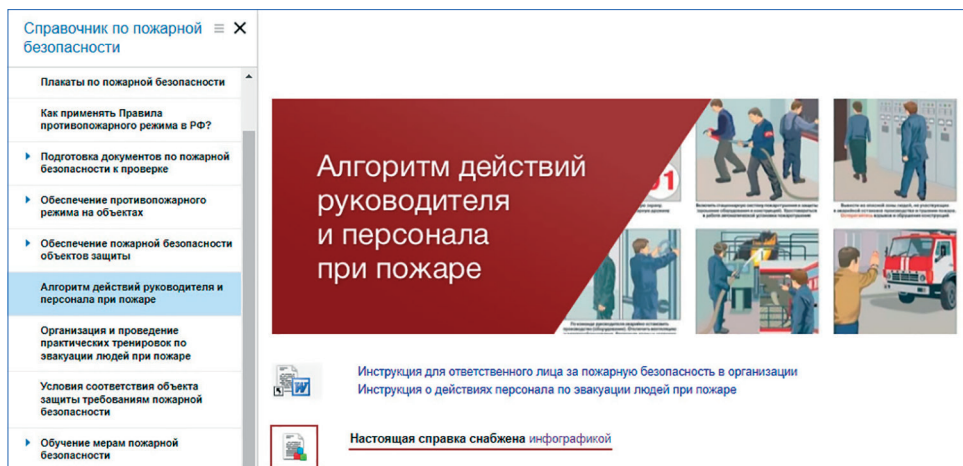 Справочник по пожарной
безопасности
Плакаты по пожарной безопасности
Как применять Правила
противопожарного режима в РФ?
Подготовка документов по пожарной
безопасности к проверке
Обеспечение противопожарного
режима на объектах
Обеспечение пожарной безопасности
объектов защиты
Алгоритм действий руководителя и
персонала при пожаре
Организация и проведение
практических тренировок по
эвакуации людей при пожаре
Условия соответствия объекта
защиты требованиям пожарной
безопасности
Обучение мерам пожарной
безопасности
Алгоритм действий
руководителя
и персонала
при пожаре
Инструкция для ответственного лица за пожарную безопасность в организации
Инструкция о действиях персонала по эвакуации людей при пожаре
Настоящая справка снабжена инфографикой